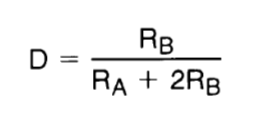 D = R_B / (R_A + 2R_B)